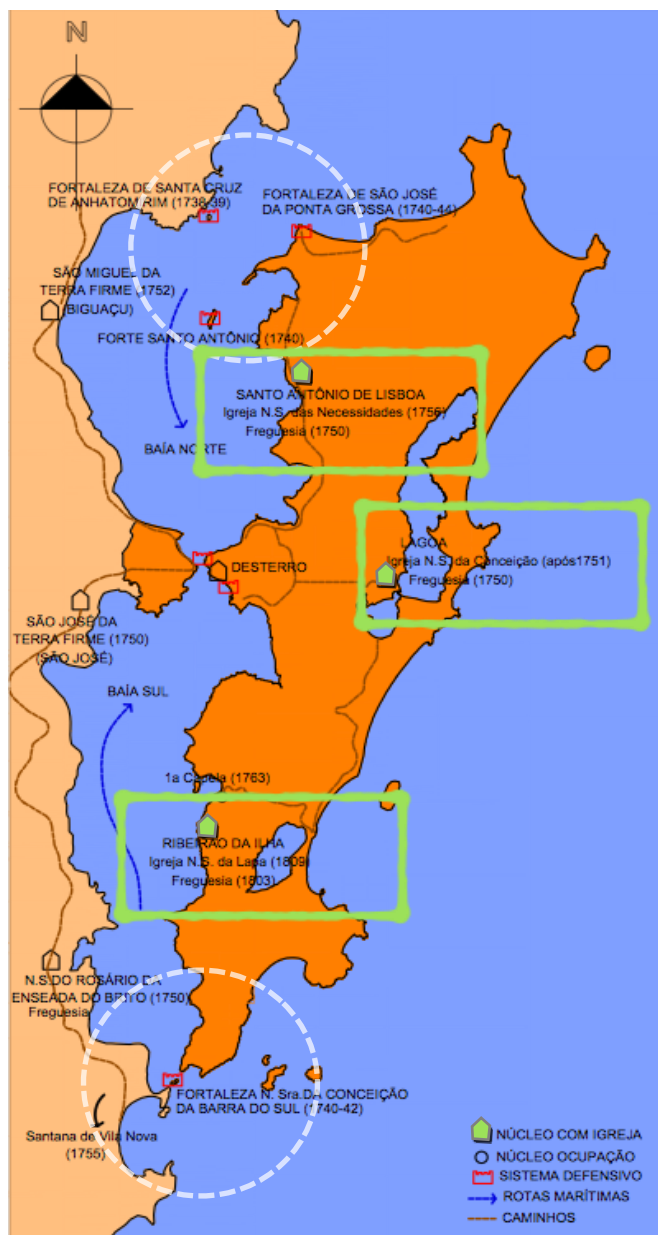 N
FORTALEZA DE SANTA CRUZ
DE ANHATOMIRIM (1738-39)
FORTALEZA DE SÃO JOSÉ
DA PONTA GROSSA (1740-44)
SÃO MIGUEL DA
TERRA FIRME (1752)
(BIGUAÇU)
FORTE SANTO ANTÔNIO (1740)
SANTO ANTÔNIO DE LISBOA
Igreja N.S. das Necessidades (1756)
Freguesia (1750)
BAÍA NORTE
LAGOA
Igreja N.S. da Conceição (após1751)
Freguesia (1750)
DESTERRO
SÃO JOSÉ DA
TERRA FIRME (1750)
(SÃO JOSÉ)
BAÍA SUL
1a Capela (1763)
RIBEIRÃO DA ILHA
Igreja N.S. da Lapa (1809)
Freguesia (1803)
N.S.DO ROSÁRIO DA
ENSEADA DO BRITO (1750)
Freguesia
FORTALEZA N. Sra.DA CONCEIÇÃO
DA BARRA DO SUL (1740-42)
Santana de Vila Nova
(1755)
NÚCLEO COM IGREJA
NÚCLEO OCUPAÇÃO
SISTEMA DEFENSIVO
ROTAS MARÍTIMAS
CAMINHOS